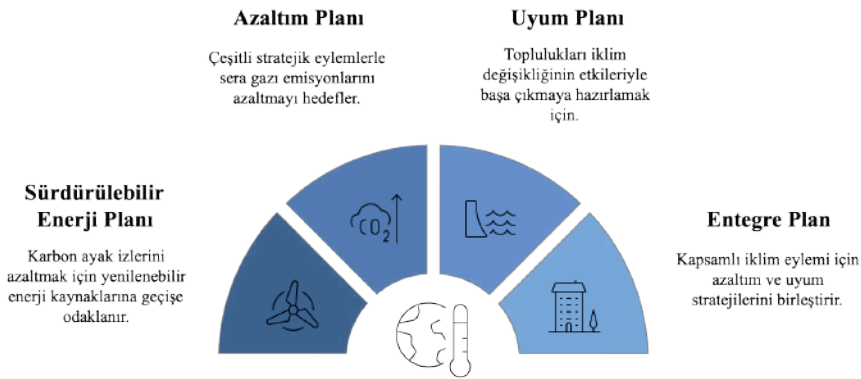 Azaltım Planı
Çeşitli stratejik eylemlerle
sera gazı emisyonlarını
azaltmayı hedefler.
Uyum Planı
Toplulukları iklim
değişikliğinin etkileriyle
başa çıkmaya hazırlamak
için.
Sürdürülebilir
Enerji Planı
Karbon ayak izlerini
azaltmak için yenilenebilir
enerji kaynaklarına geçişe
odaklanır.
Entegre Plan
Kapsamlı iklim eylemi için
azaltım ve uyum
stratejilerini birleştirir.
CO2